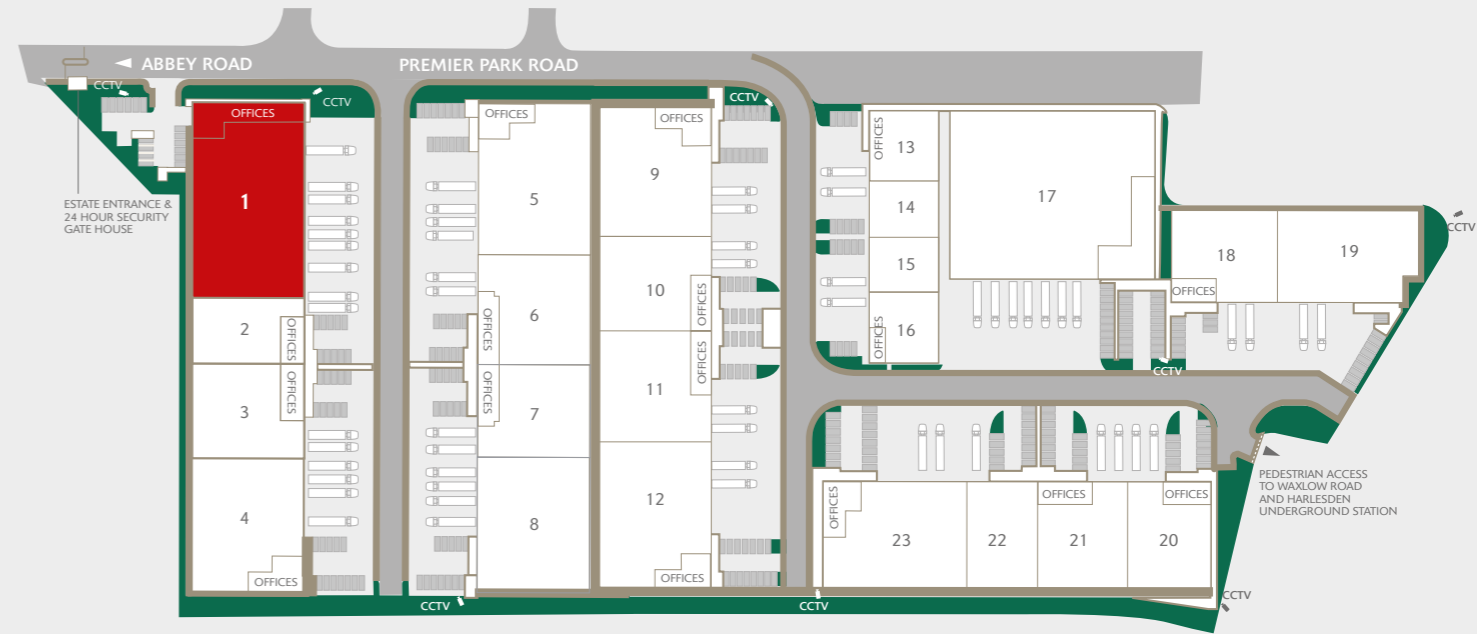 ABBEY ROAD
PREMIER PARK ROAD
CCTV
CCTV
CCTV
OFFICES
OFFICES
OFFICES
OFFICES
1
ESTATE ENTRANCE &
24 HOUR SECURITY
GATE HOUSE
5
9
13
14
15
16
OFFICES
17
18
19
OFFICES
CCTV
2
OFFICES
3
OFFICES
4
OFFICES
6
OFFICES
7
OFFICES
8
10
OFFICES
11
OFFICES
12
OFFICES
CCTV
PEDESTRIAN ACCESS
TO WAXLOW ROAD
AND HARLESDEN
UNDERGROUND STATION
OFFICES
23
22
OFFICES
21
OFFICES
20
CCTV
CCTV
CCTV